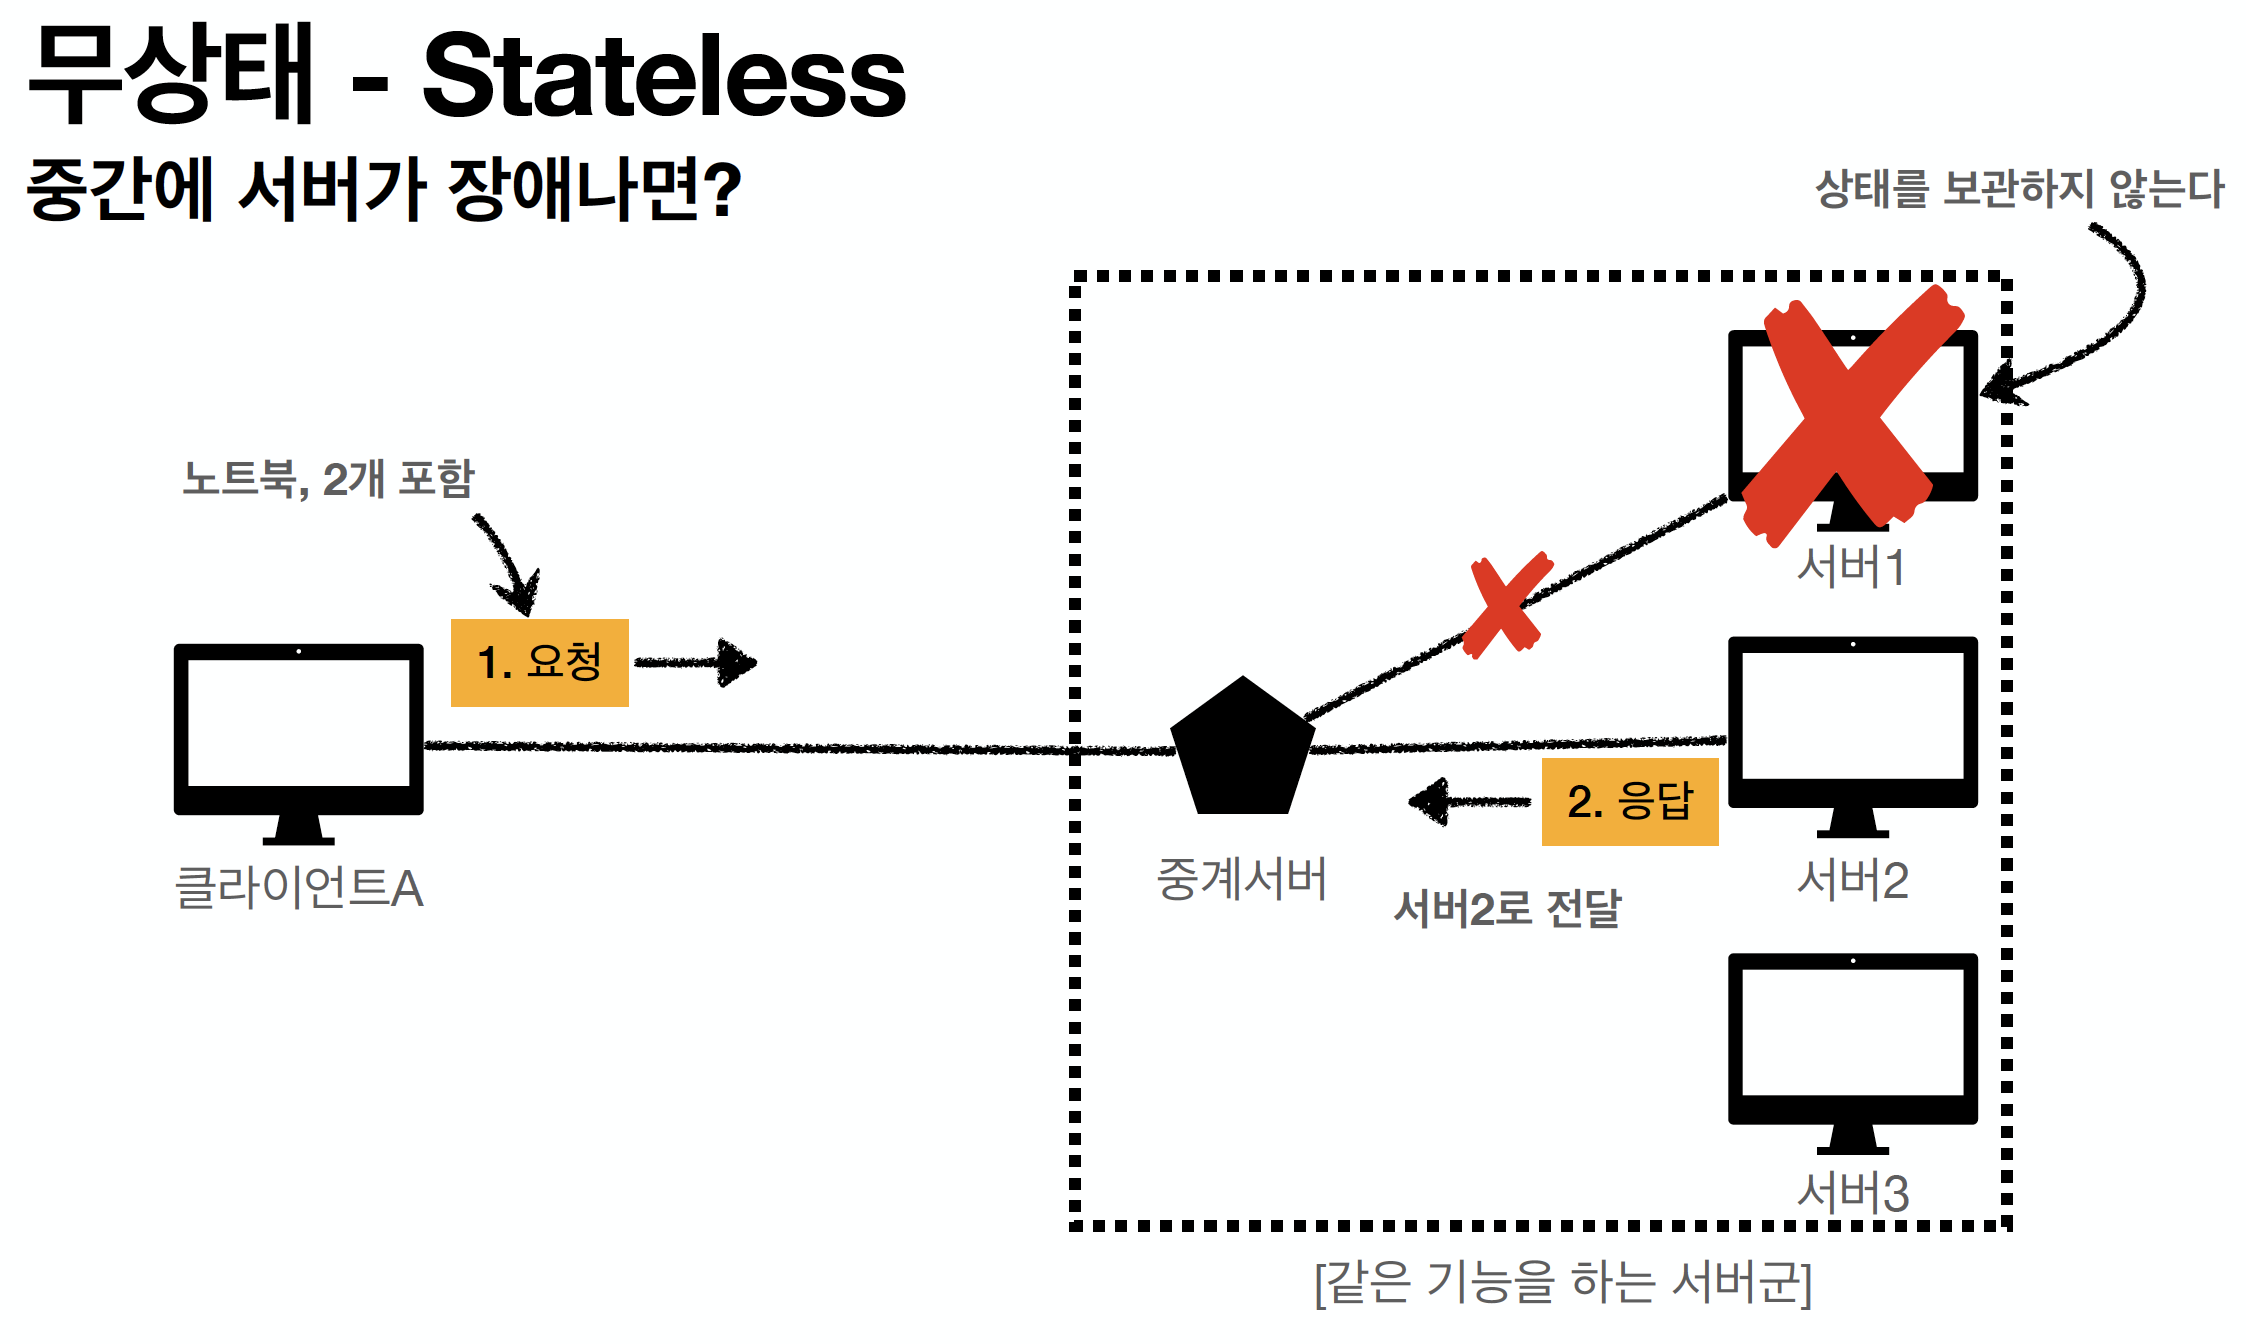 무상태 - Stateless
중간에 서버가 장애나면?
상태를 보관하지 않는다
노트북, 2개 포함
1. 요청
클라이언트A
중계서버
서버1
2. 응답
서버2로 전달
서버2
서버3
[같은 기능을 하는 서버군]